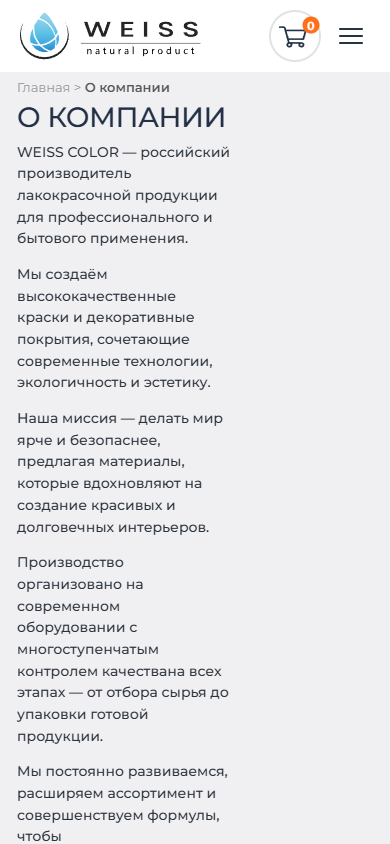 WEISS
natural product
0
Главная > О компании
О КОМПАНИИ
WEISS COLOR — российский
производитель
лакокрасочной продукции
для профессионального и
бытового применения.
Мы создаём
высококачественные
краски и декоративные
покрытия, сочетающие
современные технологии,
экологичность и эстетику.
Наша миссия — делать мир
ярче и безопаснее,
предлагая материалы,
которые вдохновляют на
создание красивых и
долговечных интерьеров.
Производство
организовано на
современном
оборудовании с
многоступенчатым
контролем качествана всех
этапах — от отбора сырья до
упаковки готовой
продукции.
Мы постоянно развиваемся,
расширяем ассортимент и
совершенствуем формулы,
чтобы